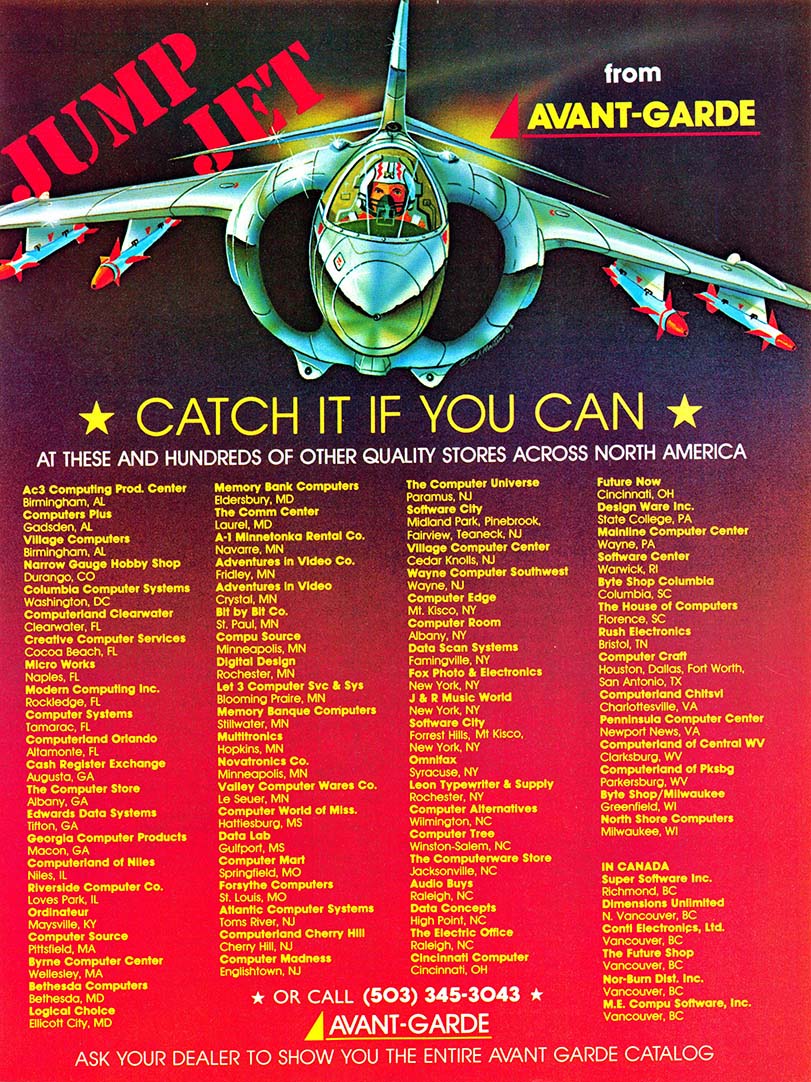 JUMP
JET
from
AVANT-GARDE
★ CATCH IT IF YOU CAN ★
AT THESE AND HUNDREDS OF OTHER QUALITY STORES ACROSS NORTH AMERICA
Ac3 Computing Prod. Center
Birmingham, AL
Computers Plus
Gadsden, AL
Village Computers
Birmingham, AL
Narrow Gauge Hobby Shop
Durango, CO
Columbia Computer Systems
Washington, DC
Computerland Clearwater
Clearwater, FL
Creative Computer Services
Cocoa Beach, FL
Micro Works
Naples, FL
Modern Computing Inc.
Rockledge, FL
Computer Systems
Tamarac, FL
Computerland Orlando
Altamonte, FL
Cash Register Exchange
Augusta, GA
The Computer Store
Albany, GA
Edwards Data Systems
Tifton, GA
Georgia Computer Products
Macon, GA
Computerland of Niles
Niles, IL
Riverside Computer Co.
Loves Park, IL
Ordinateur
Maysville, KY
Computer Source
Pittsfield, MA
Byrne Computer Center
Wellesley, MA
Bethesda Computers
Bethesda, MD
Logical Choice
Ellicott City, MD
Memory Bank Computers
Eldersbury, MD
The Comm Center
Laurel, MD
A-1 Minnetonka Rental Co.
Navarre, MN
Adventures in Video Co.
Fridley, MN
Adventures in Video
Crystal, MN
Bit by Bit Co.
St. Paul, MN
Compu Source
Minneapolis, MN
Digital Design
Rochester, MN
Let 3 Computer Svc & Sys
Blooming Praire, MN
Memory Banque Computers
Stillwater, MN
Multitronics
Hopkins, MN
Novatronics Co.
Minneapolis, MN
Valley Computer Wares Co.
Le Seuer, MN
Computer World of Miss.
Hattiesburg, MS
Data Lab
Gulfport, MS
Computer Mart
Springfield, MO
Forsythe Computers
St. Louis, MO
Atlantic Computer Systems
Toms River, NJ
Computerland Cherry Hill
Cherry Hill, NJ
Computer Madness
Englishtown, NJ
The Computer Universe
Paramus, NJ
Software City
Midland Park, Pinebrook,
Fairview, Teaneck, NJ
Village Computer Center
Cedar Knolls, NJ
Wayne Computer Southwest
Wayne, NJ
Computer Edge
Mt. Kisco, NY
Computer Room
Albany, NY
Data Scan Systems
Famingville, NY
Fox Photo & Electronics
New York, NY
J & R Music World
New York, NY
Software City
Forrest Hills, Mt Kisco,
New York, NY
Omnifax
Syracuse, NY
Leon Typewriter & Supply
Rochester, NY
Computer Alternatives
Wilmington, NC
Computer Tree
Winston-Salem, NC
The Computerware Store
Jacksonville, NC
Audio Buys
Raleigh, NC
Data Concepts
High Point, NC
The Electric Office
Raleigh, NC
Cincinnati Computer
Cincinnati, OH
Future Now
Cincinnati, OH
Design Ware Inc.
State College, PA
Mainline Computer Center
Wayne, PA
Software Center
Warwick, RI
Byte Shop Columbia
Columbia, SC
The House of Computers
Florence, SC
Rush Electronics
Bristol, TN
Computer Craft
Houston, Dallas, Fort Worth,
San Antonio, TX
Computerland Chltsvl
Charlottesville, VA
Penninsula Computer Center
Newport News, VA
Computerland of Central WV
Clarksburg, WV
Computerland of Pksbg
Parkersburg, WV
Byte Shop/Milwaukee
Greenfield, WI
North Shore Computers
Milwaukee, WI
IN CANADA
Super Software Inc.
Richmond, BC
Dimensions Unlimited
N. Vancouver, BC
Conti Electronics, Ltd.
Vancouver, BC
The Future Shop
Vancouver, BC
Nor-Burn Dist. Inc.
Vancouver, BC
M.E. Compu Software, Inc.
Vancouver, BC
★ OR CALL (503) 345-3043 ★
AVANT-GARDE
ASK YOUR DEALER TO SHOW YOU THE ENTIRE AVANT GARDE CATALOG